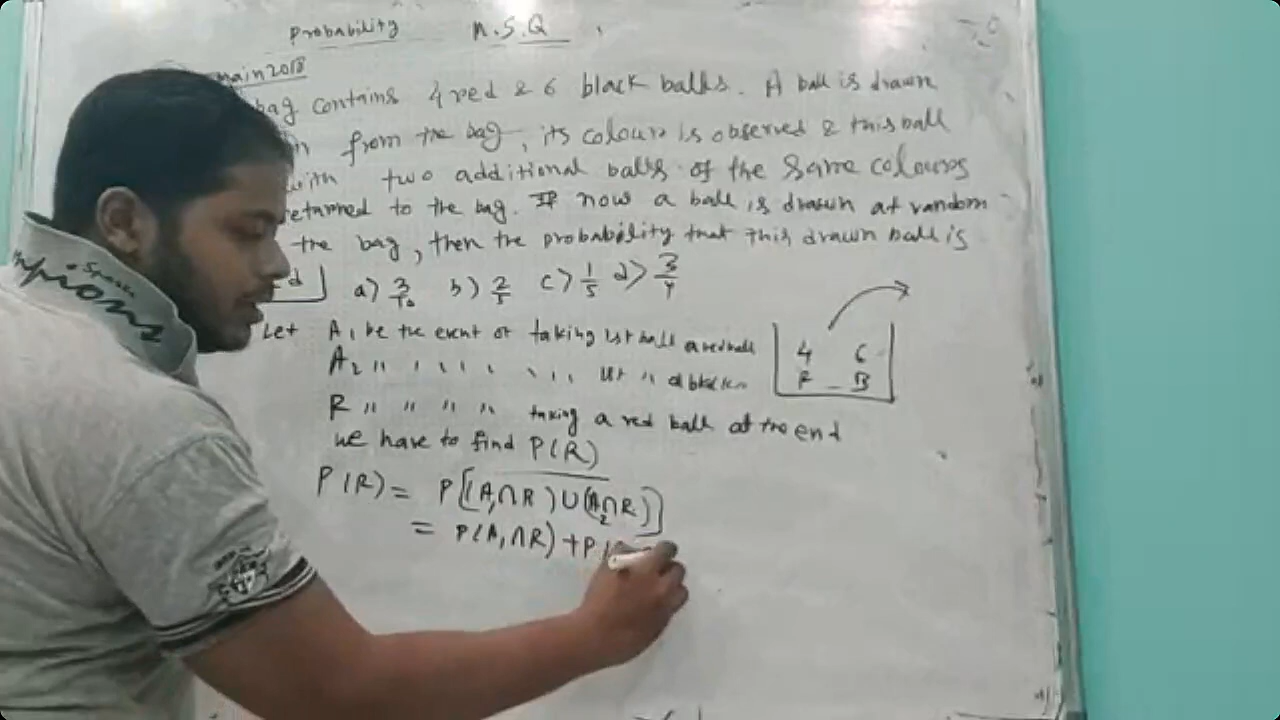 Probability n.S.Q
main 2018
bag contains 4 red & 6 black balls. A ball is drawn
from the bag, its colour is observed & this ball
with two additional balls of the same colours
returned to the bag. If now a ball is drawn at random
the bag, then the probability that this drawn ball is
d a) 3/10 b) 2/5 c) 1/5 d) 3/4
Let A1 be the event of taking 1st ball a red ball
A2 " " " " " " 1st "
R " " " " taking a red ball at the end
we have to find P(R)
P(R) = P[(A1∩R)U(A2∩R)]
= P(A1∩R)+P(
4 6
R B
Sports
mpions